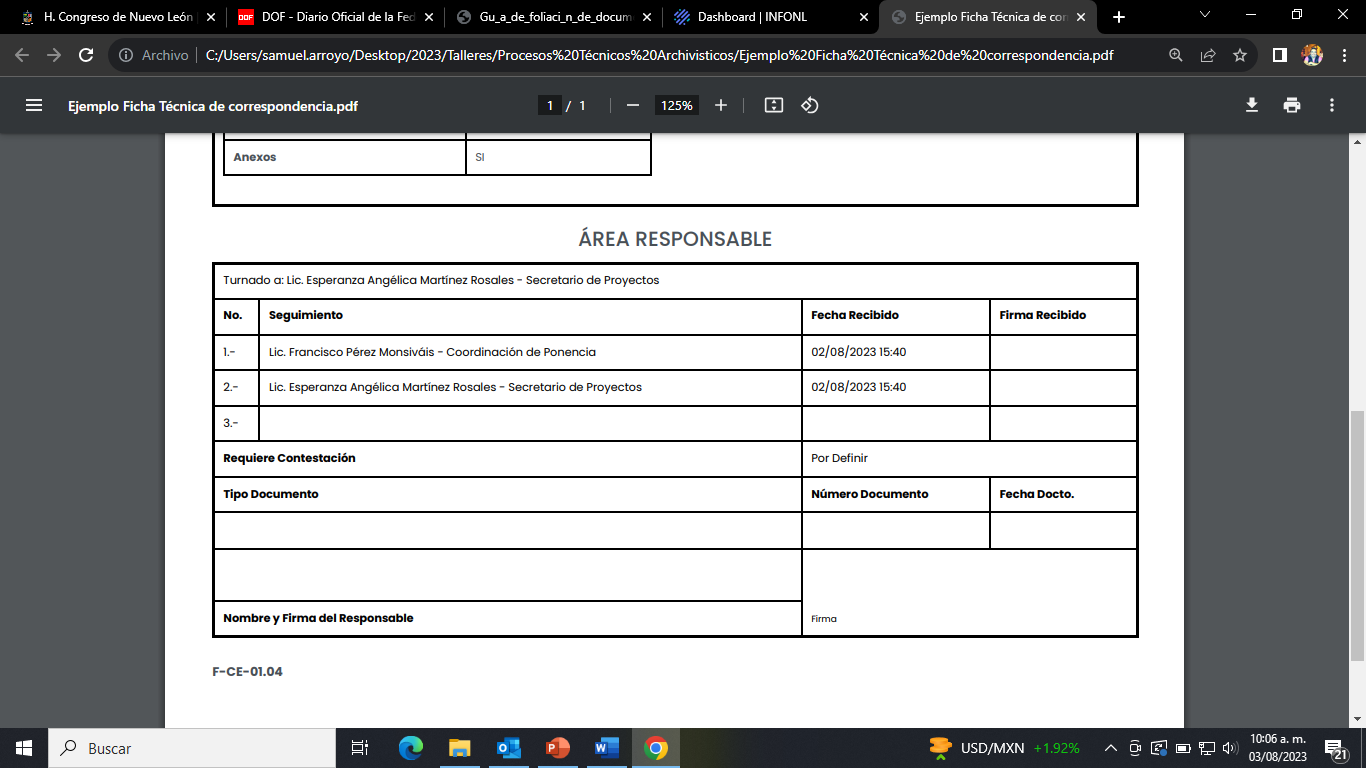 H. Congreso de Nuevo León
DOF - Diario Oficial de la Fed
Gu_a_de_foliaci_n_de_docum
Dashboard | INFONL
Ejemplo Ficha Técnica de con
Archivo | C:/Users/samuel.arroyo/Desktop/2023/Talleres/Procesos%20Técnicos%20Archivisticos/Ejemplo%20Ficha%20Técnica%20de%20correspondencia.pdf
Ejemplo Ficha Técnica de correspondencia.pdf
1 / 1
125%
Anexos SI
ÁREA RESPONSABLE
Turnado a: Lic. Esperanza Angélica Martínez Rosales - Secretario de Proyectos
No. Seguimiento Fecha Recibido Firma Recibido
1.- Lic. Francisco Pérez Monsiváis - Coordinación de Ponencia 02/08/2023 15:40
2.- Lic. Esperanza Angélica Martínez Rosales - Secretario de Proyectos 02/08/2023 15:40
3.-
Requiere Contestación Por Definir
Tipo Documento Número Documento Fecha Docto.
Nombre y Firma del Responsable Firma
F-CE-01.04
Buscar
USD/MXN +1.92%
10:06 a. m.
03/08/2023
21